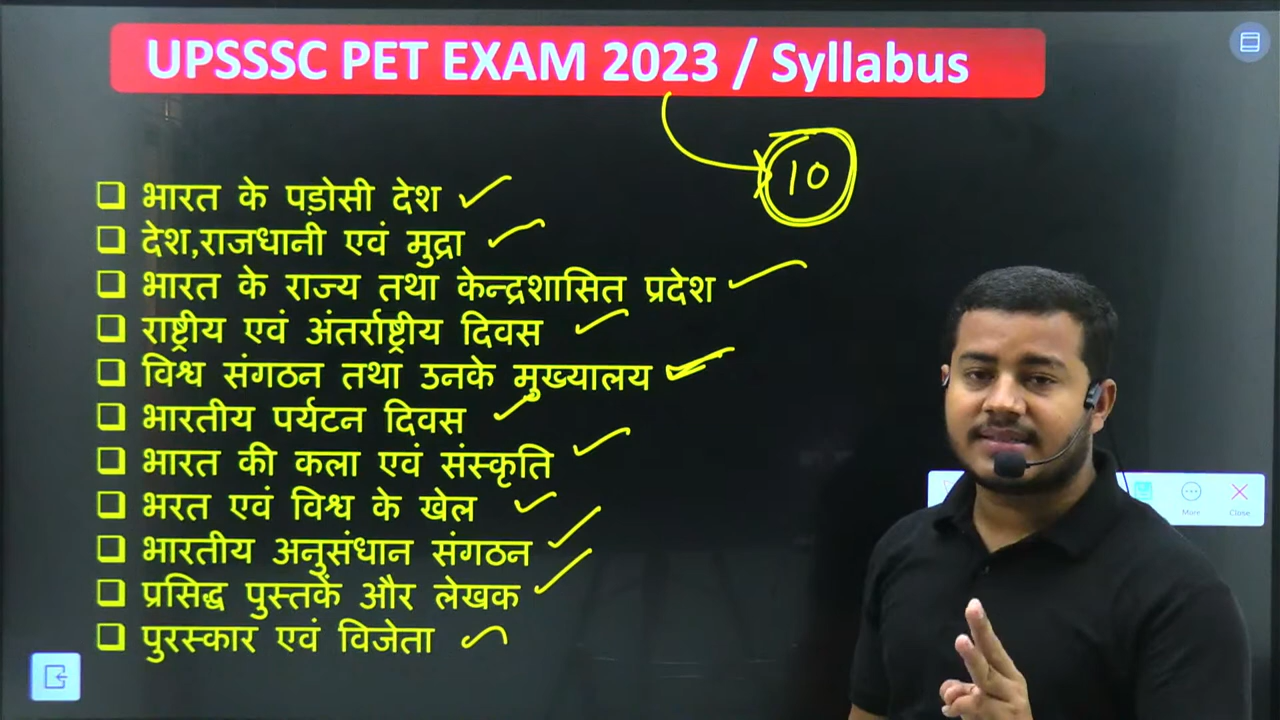 UPSSSC PET EXAM 2023 / Syllabus
10
भारत के पड़ोसी देश
देश,राजधानी एवं मुद्रा
भारत के राज्य तथा केन्द्रशासित प्रदेश
राष्ट्रीय एवं अंतर्राष्ट्रीय दिवस
विश्व संगठन तथा उनके मुख्यालय
भारतीय पर्यटन दिवस
भारत की कला एवं संस्कृति
भरत एवं विश्व के खेल
भारतीय अनुसंधान संगठन
प्रसिद्ध पुस्तकें और लेखक
पुरस्कार एवं विजेता
More Close